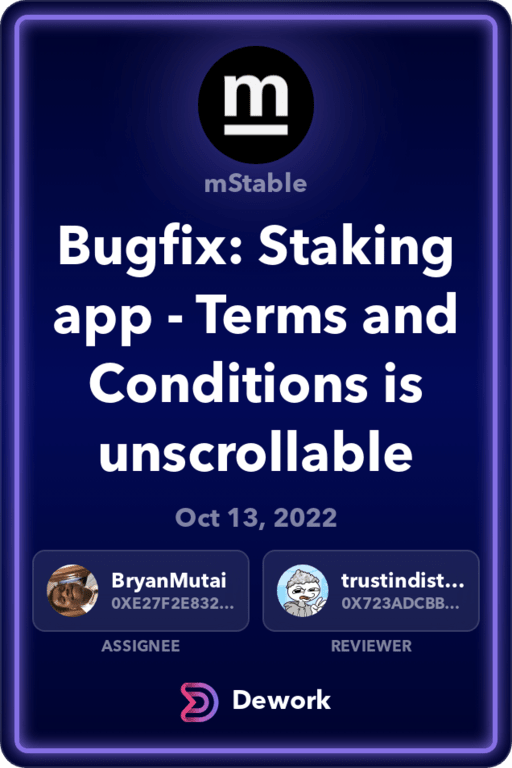 m
mStable
Bugfix: Staking
app - Terms and
Conditions is
unscrollable
Oct 13, 2022
BryanMutai
0XE27F2E832...
ASSIGNEE
trustindist...
0X723ADCBB...
REVIEWER
Dework